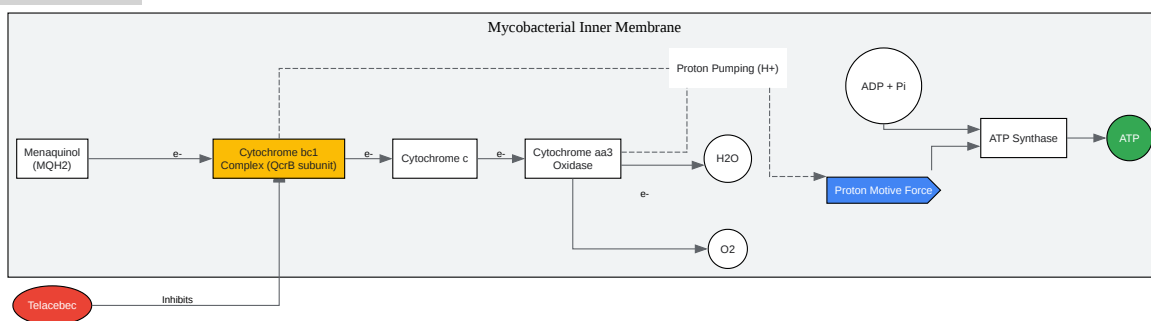 Mycobacterial Inner Membrane
Proton Pumping (H+)
ADP + Pi
Menaquinol
(MQH2)
e-
Cytochrome bc1
Complex (QcrB subunit)
e-
Cytochrome c
e-
Cytochrome aa3
Oxidase
H2O
ATP Synthase
ATP
e-
Proton Motive Force
O2
Telacebec
Inhibits